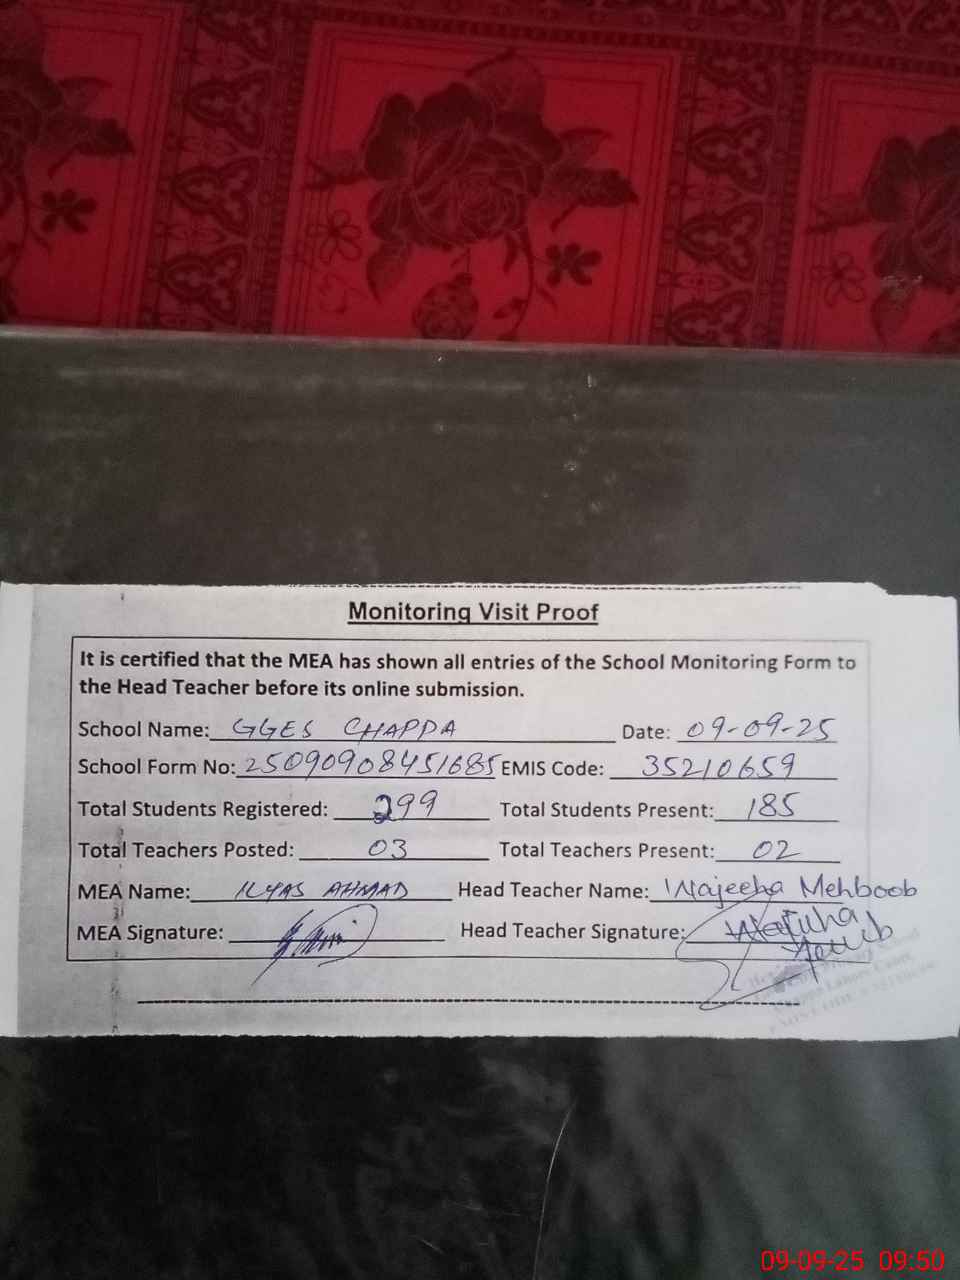 Monitoring Visit Proof
It is certified that the MEA has shown all entries of the School Monitoring Form to
the Head Teacher before its online submission.
School Name: GGES CHAPPA Date: 09-09-25
School Form No: 25090908451685 EMIS Code: 35210659
Total Students Registered: 299 Total Students Present: 185
Total Teachers Posted: 03 Total Teachers Present: 02
MEA Name: ILYAS AHMAD Head Teacher Name: Wajeeha Mehboob
MEA Signature: Head Teacher Signature:
09-09-25 09:50